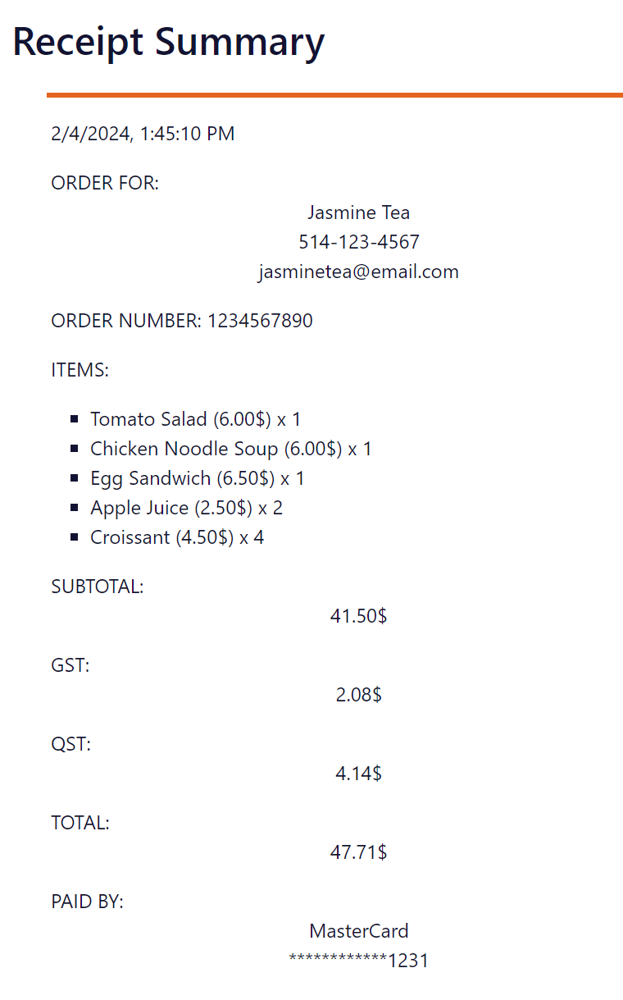 Receipt Summary
2/4/2024, 1:45:10 PM
ORDER FOR:
Jasmine Tea
514-123-4567
jasminetea@email.com
ORDER NUMBER: 1234567890
ITEMS:
▪ Tomato Salad (6.00$) x 1
▪ Chicken Noodle Soup (6.00$) x 1
▪ Egg Sandwich (6.50$) x 1
▪ Apple Juice (2.50$) x 2
▪ Croissant (4.50$) x 4
SUBTOTAL:
41.50$
GST:
2.08$
QST:
4.14$
TOTAL:
47.71$
PAID BY:
MasterCard
************1231